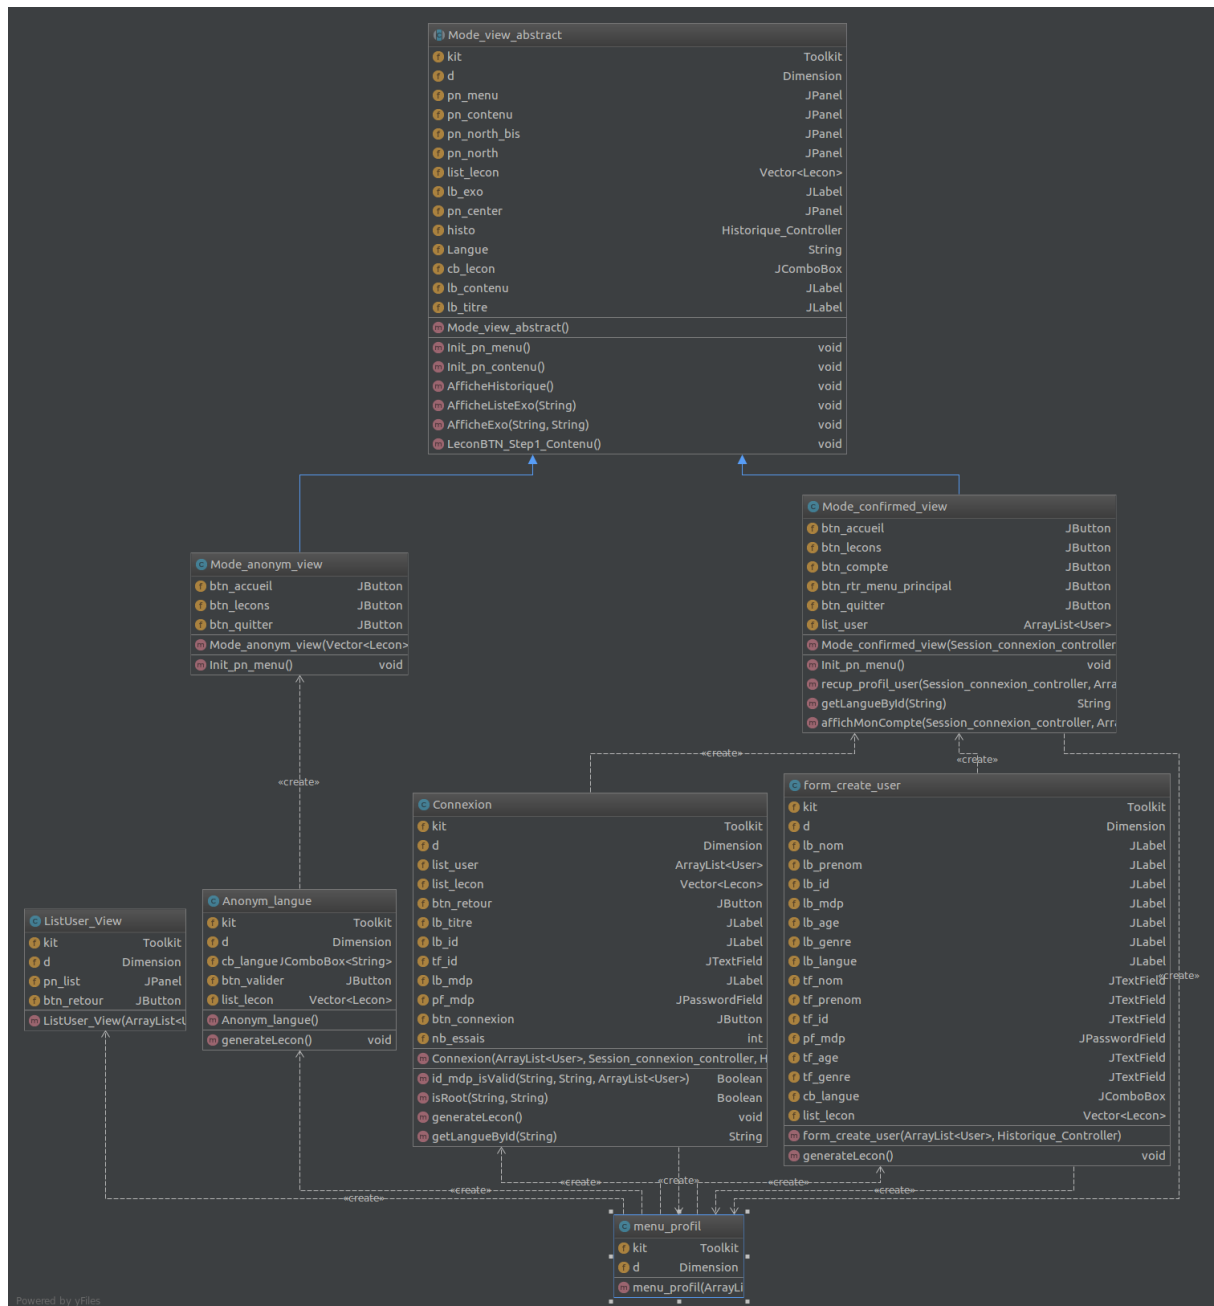 Mode_view_abstract
kit Toolkit
d Dimension
pn_menu JPanel
pn_contenu JPanel
pn_north_bis JPanel
pn_north JPanel
list_lecon Vector<Lecon>
lb_exo JLabel
pn_center JPanel
histo Historique_Controller
Langue String
cb_lecon JComboBox
lb_contenu JLabel
lb_titre JLabel
Mode_view_abstract()
Init_pn_menu() void
Init_pn_contenu() void
AfficheHistorique() void
AfficheListeExo(String) void
AfficheExo(String, String) void
LeconBTN_Step1_Contenu() void
Mode_confirmed_view
btn_accueil JButton
btn_lecons JButton
btn_compte JButton
btn_rtr_menu_principal JButton
btn_quitter JButton
list_user ArrayList<User>
Mode_confirmed_view(Session_connexion_controller
Init_pn_menu() void
recup_profil_user(Session_connexion_controller, Arra
getLangueById(String) String
affichMonCompte(Session_connexion_controller, Arr
Mode_anonym_view
btn_accueil JButton
btn_lecons JButton
btn_quitter JButton
Mode_anonym_view(Vector<Lecon>
Init_pn_menu() void
«create»
«create»
«create»
«create»
Connexion
kit Toolkit
d Dimension
list_user ArrayList<User>
list_lecon Vector<Lecon>
btn_retour JButton
lb_titre JLabel
lb_id JLabel
tf_id JTextField
lb_mdp JLabel
pf_mdp JPasswordField
btn_connexion JButton
nb_essais int
Connexion(ArrayList<User>, Session_connexion_controller, H
id_mdp_isValid(String, String, ArrayList<User>) Boolean
isRoot(String, String) Boolean
generateLecon() void
getLangueById(String) String
form_create_user
kit Toolkit
d Dimension
lb_nom JLabel
lb_prenom JLabel
lb_id JLabel
lb_mdp JLabel
lb_age JLabel
lb_genre JLabel
lb_langue JLabel
tf_nom JTextField
tf_prenom JTextField
tf_id JTextField
pf_mdp JPasswordField
tf_age JTextField
tf_genre JTextField
cb_langue JComboBox
list_lecon Vector<Lecon>
form_create_user(ArrayList<User>, Historique_Controller)
generateLecon() void
Anonym_langue
kit Toolkit
d Dimension
cb_langue JComboBox<String>
btn_valider JButton
list_lecon Vector<Lecon>
Anonym_langue()
generateLecon() void
ListUser_View
kit Toolkit
d Dimension
pn_list JPanel
btn_retour JButton
ListUser_View(ArrayList<U
«create»
«create»
«create»
«create»
«create»
«create»
menu_profil
kit Toolkit
d Dimension
menu_profil(ArrayLi
Powered by yFiles